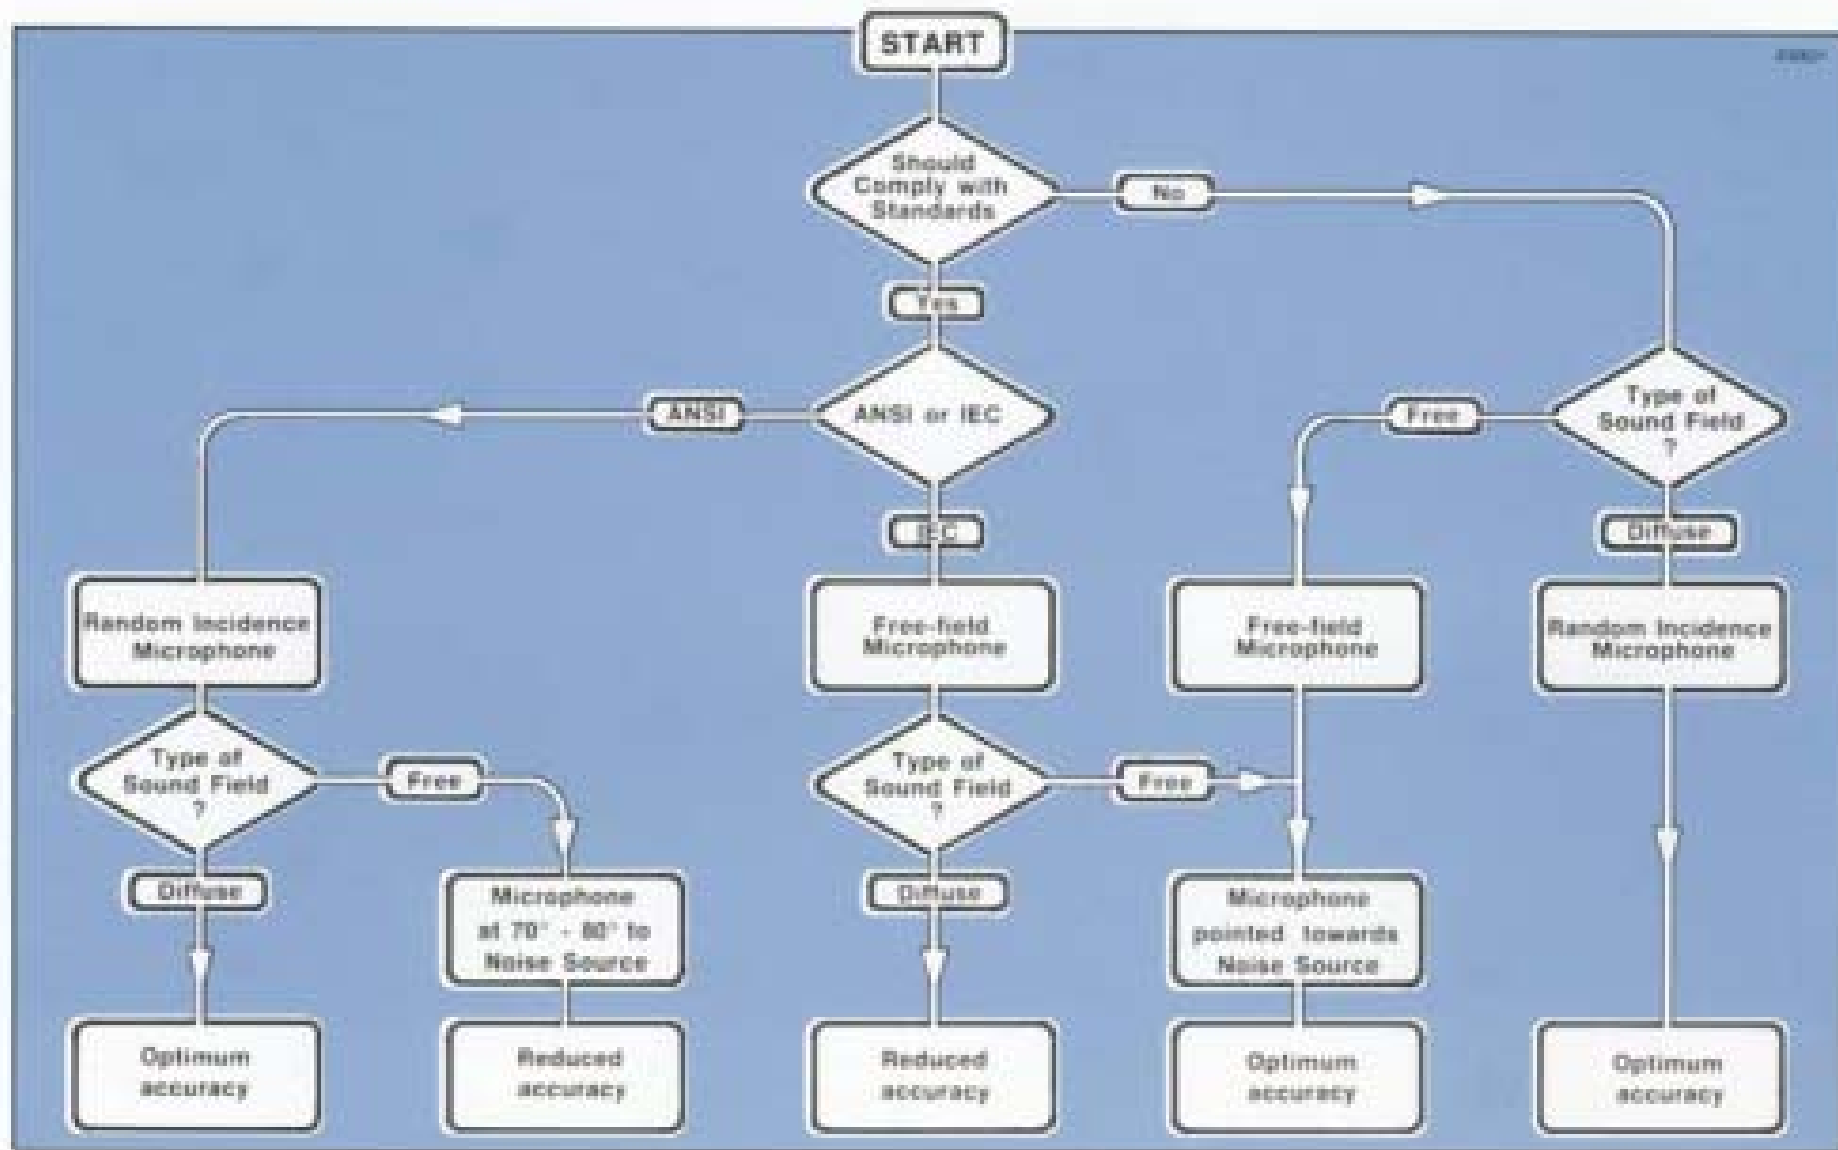 START
Should
Comply with
Standards
No
Yes
ANSI
ANSI or IEC
Free
Type of
Sound Field
?
IEC
Diffuse
Random Incidence
Microphone
Free-field
Microphone
Free-field
Microphone
Random Incidence
Microphone
Type of
Sound Field
?
Free
Type of
Sound Field
?
Free
Diffuse
Microphone
at 70° - 80° to
Noise Source
Diffuse
Microphone
pointed towards
Noise Source
Optimum
accuracy
Reduced
accuracy
Reduced
accuracy
Optimum
accuracy
Optimum
accuracy